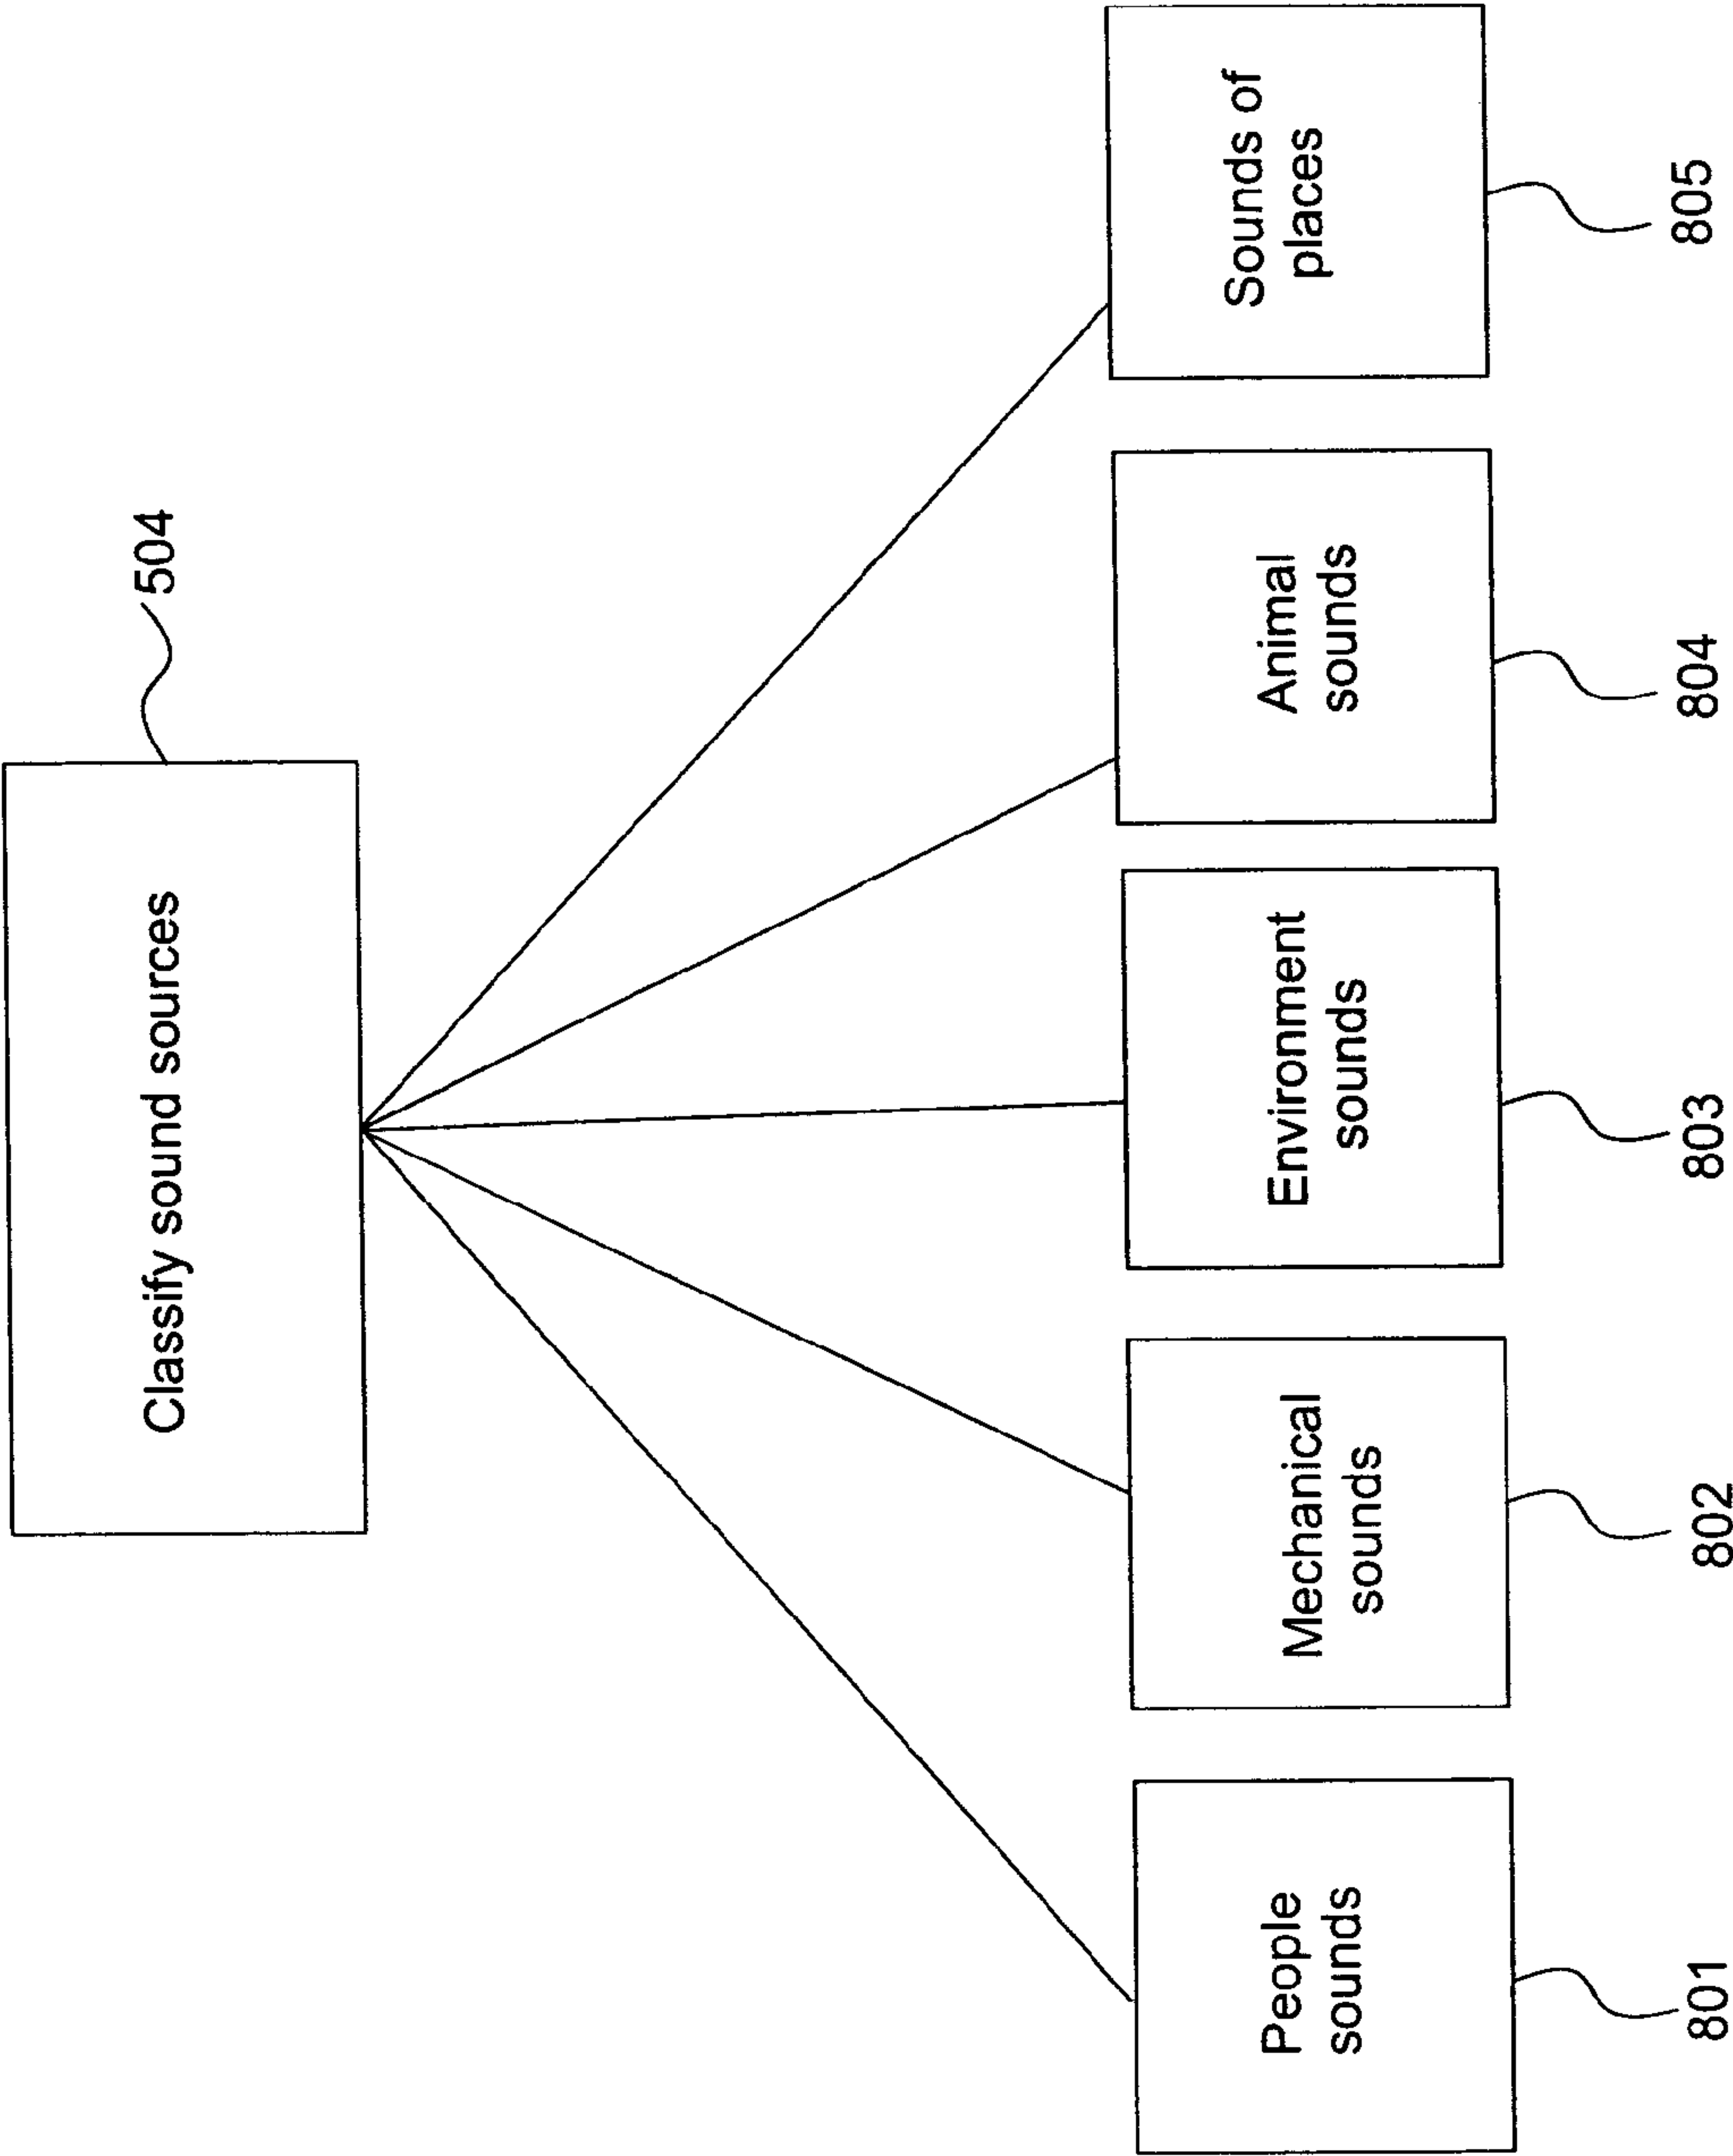 Classify sound sources
504
People
sounds
801
Mechanical
sounds
802
Environment
sounds
803
Animal
sounds
804
Sounds of
places
805